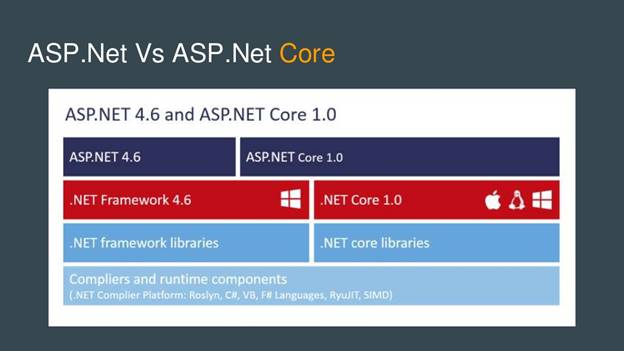 ASP.Net Vs ASP.Net Core
ASP.NET 4.6 and ASP.NET Core 1.0
ASP.NET 4.6
ASP.NET Core 1.0
.NET Framework 4.6
.NET Core 1.0
.NET framework libraries
.NET core libraries
Compliers and runtime components
(.NET Complier Platform: Roslyn, C#, VB, F# Languages, RyuJIT, SIMD)